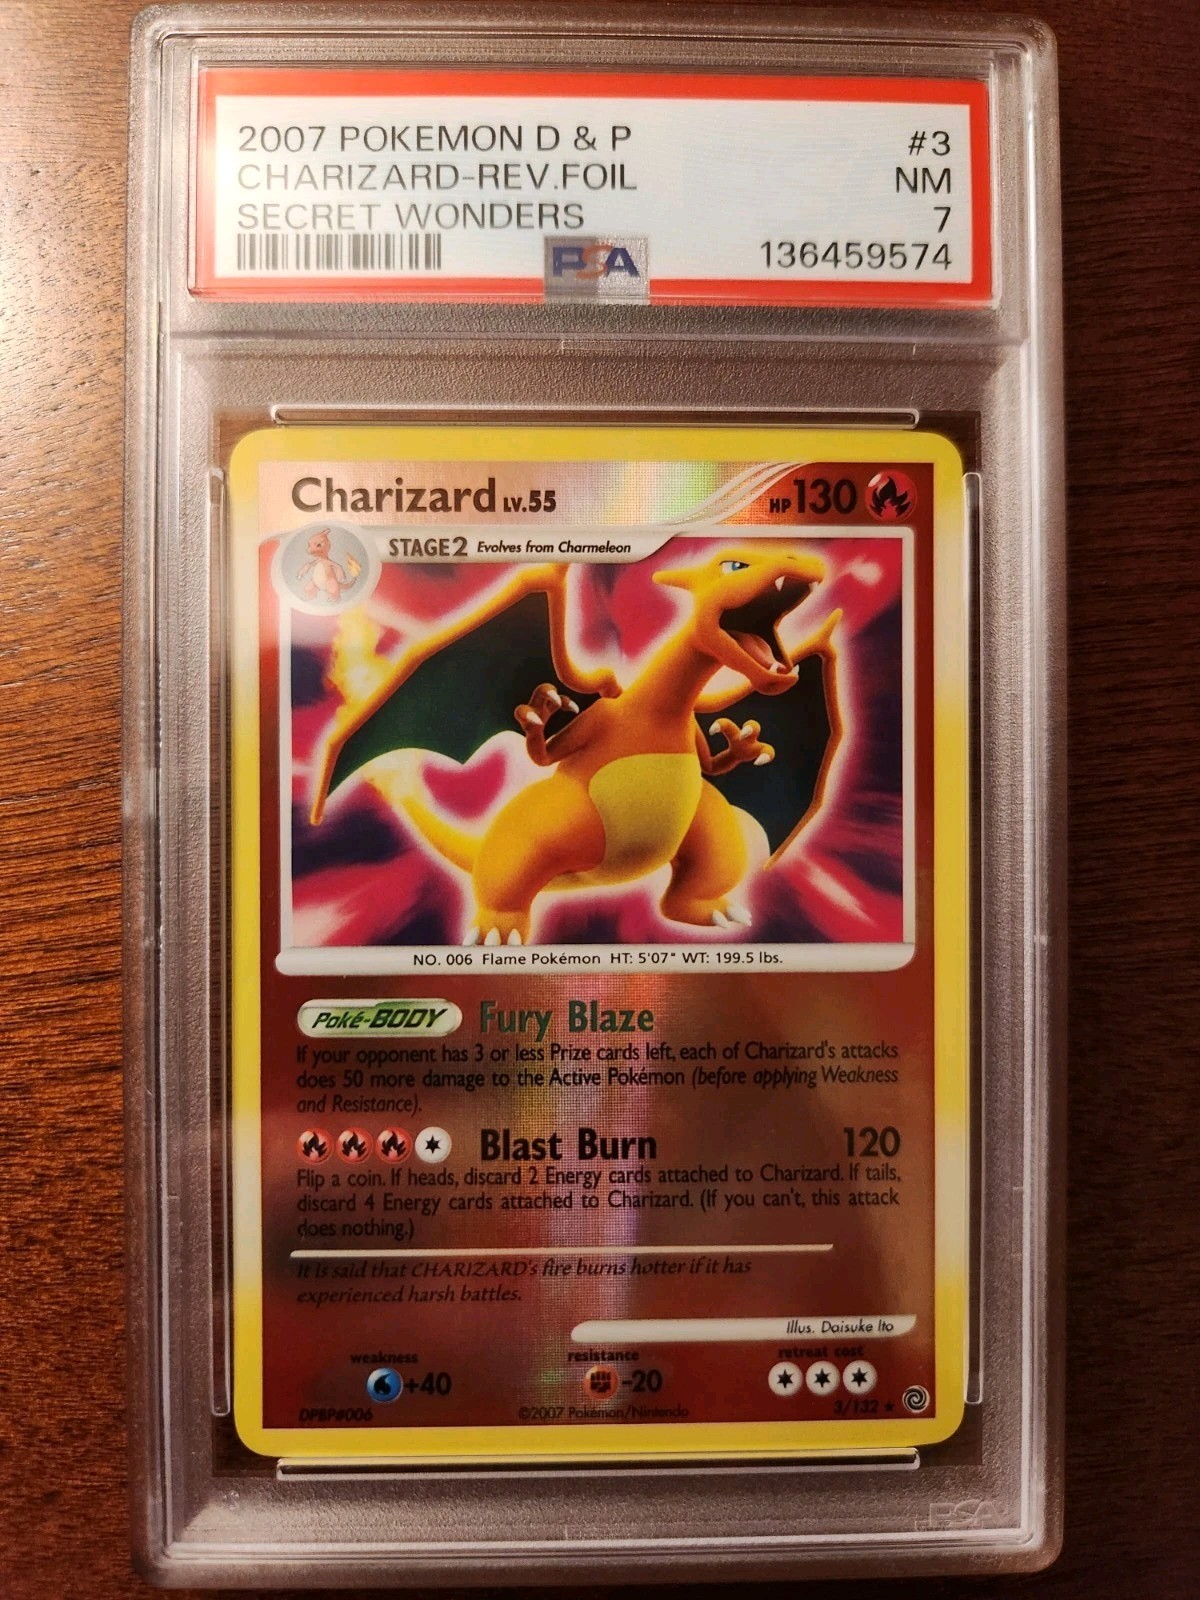 2007 POKEMON D & P #3
CHARIZARD-REV.FOIL NM
SECRET WONDERS 7
PSA 136459574
Charizard LV.55 HP 130
STAGE2 Evolves from Charmeleon
NO. 006 Flame Pokémon HT: 5'07" WT: 199.5 lbs.
Poké-BODY Fury Blaze
If your opponent has 3 or less Prize cards left, each of Charizard's attacks
does 50 more damage to the Active Pokémon (before applying Weakness
and Resistance).
Blast Burn 120
Flip a coin. If heads, discard 2 Energy cards attached to Charizard. If tails,
discard 4 Energy cards attached to Charizard. (If you can't, this attack
does nothing.)
It is said that CHARIZARD's fire burns hotter if it has
experienced harsh battles.
Illus. Daisuke Ito
weakness resistance retreat cost
+40 -20
DPBP#006 ©2007 Pokémon/Nintendo 3/132 ★
PSA